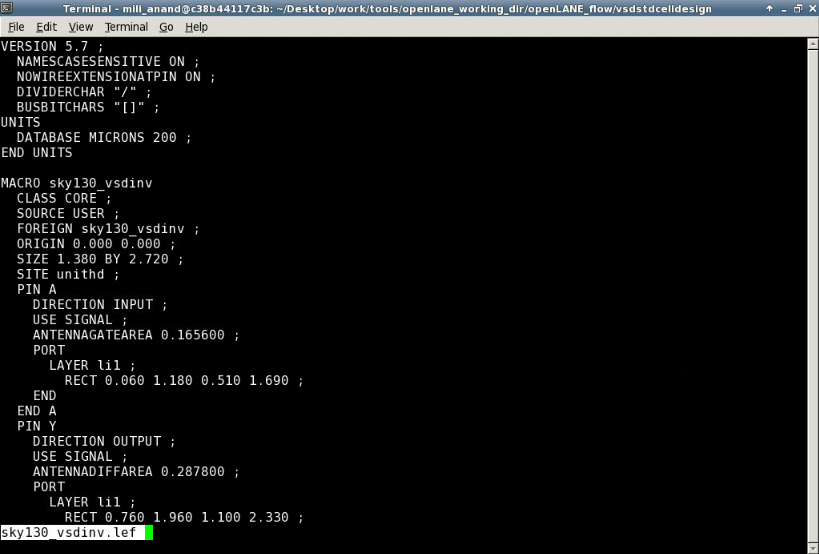 Terminal - mili_anand@c38b44117c3b: ~/Desktop/work/tools/openlane_working_dir/openLANE_flow/vsdstdcelldesign
File Edit View Terminal Go Help
VERSION 5.7 ;
  NAMESCASESENSITIVE ON ;
  NOWIREEXTENSIONATPIN ON ;
  DIVIDERCHAR "/" ;
  BUSBITCHARS "[]" ;
UNITS
  DATABASE MICRONS 200 ;
END UNITS

MACRO sky130_vsdinv
  CLASS CORE ;
  SOURCE USER ;
  FOREIGN sky130_vsdinv ;
  ORIGIN 0.000 0.000 ;
  SIZE 1.380 BY 2.720 ;
  SITE unithd ;
  PIN A
    DIRECTION INPUT ;
    USE SIGNAL ;
    ANTENNAGATEAREA 0.165600 ;
    PORT
      LAYER li1 ;
        RECT 0.060 1.180 0.510 1.690 ;
    END
  END A
  PIN Y
    DIRECTION OUTPUT ;
    USE SIGNAL ;
    ANTENNADIFFAREA 0.287800 ;
    PORT
      LAYER li1 ;
        RECT 0.760 1.960 1.100 2.330 ;
sky130_vsdinv.lef